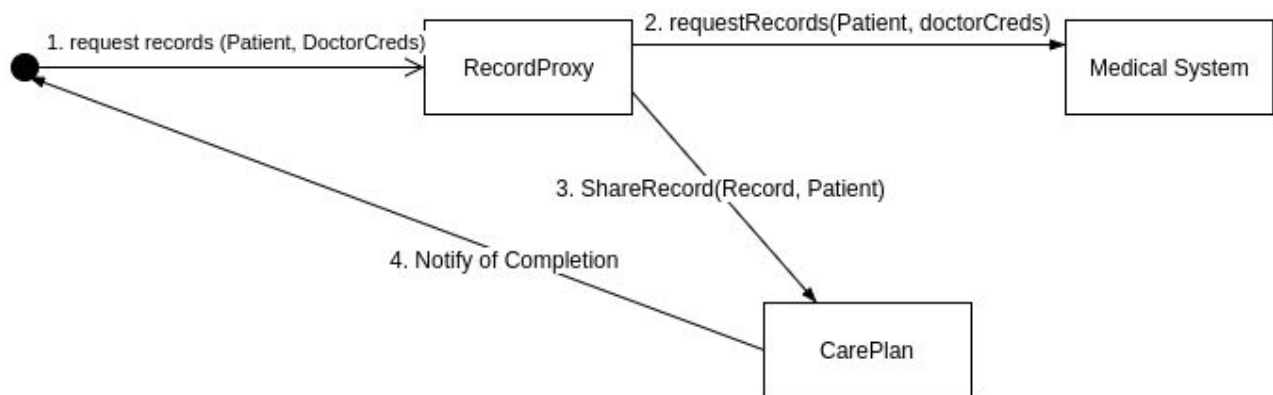 1. request records (Patient, DoctorCreds)
2. requestRecords(Patient, doctorCreds)
RecordProxy
Medical System
3. ShareRecord(Record, Patient)
4. Notify of Completion
CarePlan